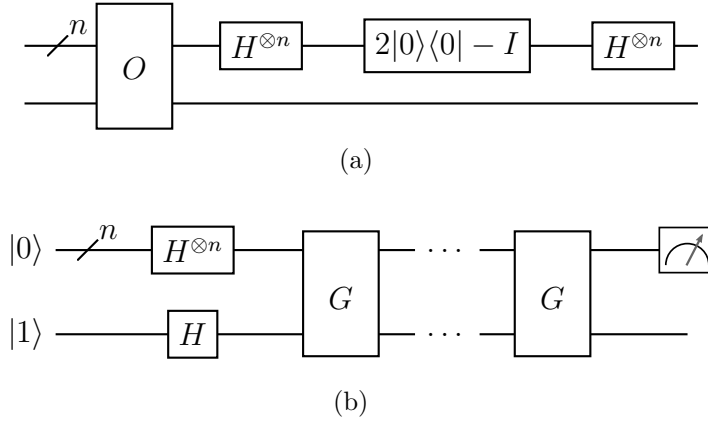 n
O H⊗n 2|0⟩⟨0| − I H⊗n
(a)
|0⟩ n H⊗n · · ·
G G
|1⟩ H · · ·
(b)